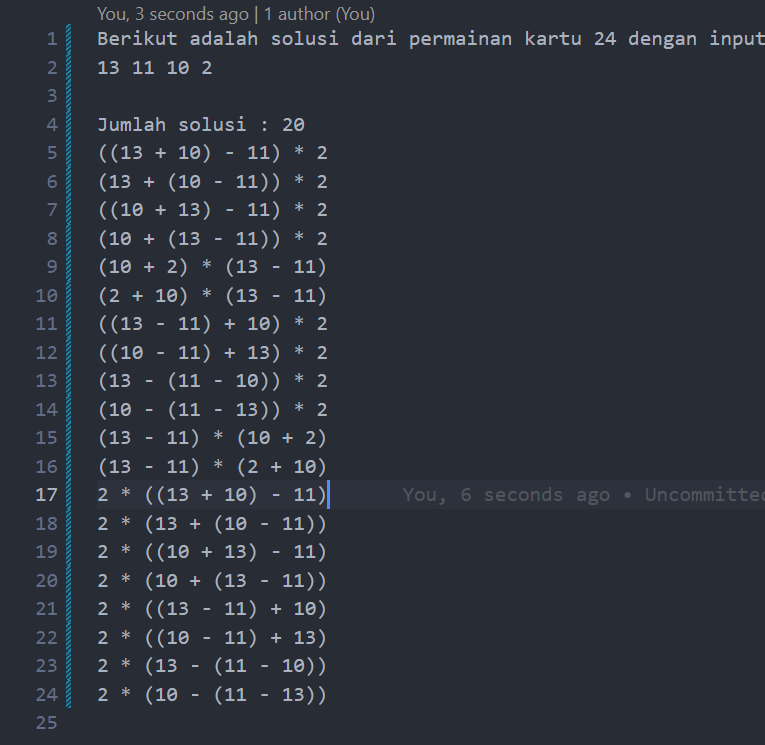 You, 3 seconds ago | 1 author (You)
1 Berikut adalah solusi dari permainan kartu 24 dengan input
2 13 11 10 2
3
4 Jumlah solusi : 20
5 ((13 + 10) - 11) * 2
6 (13 + (10 - 11)) * 2
7 ((10 + 13) - 11) * 2
8 (10 + (13 - 11)) * 2
9 (10 + 2) * (13 - 11)
10 (2 + 10) * (13 - 11)
11 ((13 - 11) + 10) * 2
12 ((10 - 11) + 13) * 2
13 (13 - (11 - 10)) * 2
14 (10 - (11 - 13)) * 2
15 (13 - 11) * (10 + 2)
16 (13 - 11) * (2 + 10)
17 2 * ((13 + 10) - 11) You, 6 seconds ago • Uncommitted
18 2 * (13 + (10 - 11))
19 2 * ((10 + 13) - 11)
20 2 * (10 + (13 - 11))
21 2 * ((13 - 11) + 10)
22 2 * ((10 - 11) + 13)
23 2 * (13 - (11 - 10))
24 2 * (10 - (11 - 13))
25